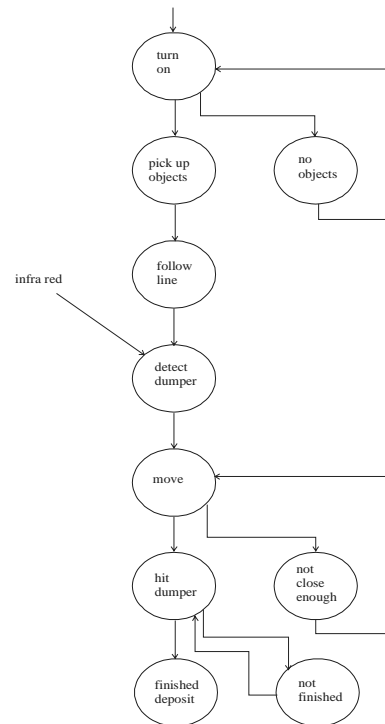 turn
on
pick up
objects
no
objects
follow
line
infra red
detect
dumper
move
hit
dumper
not
close
enough
finished
deposit
not
finished